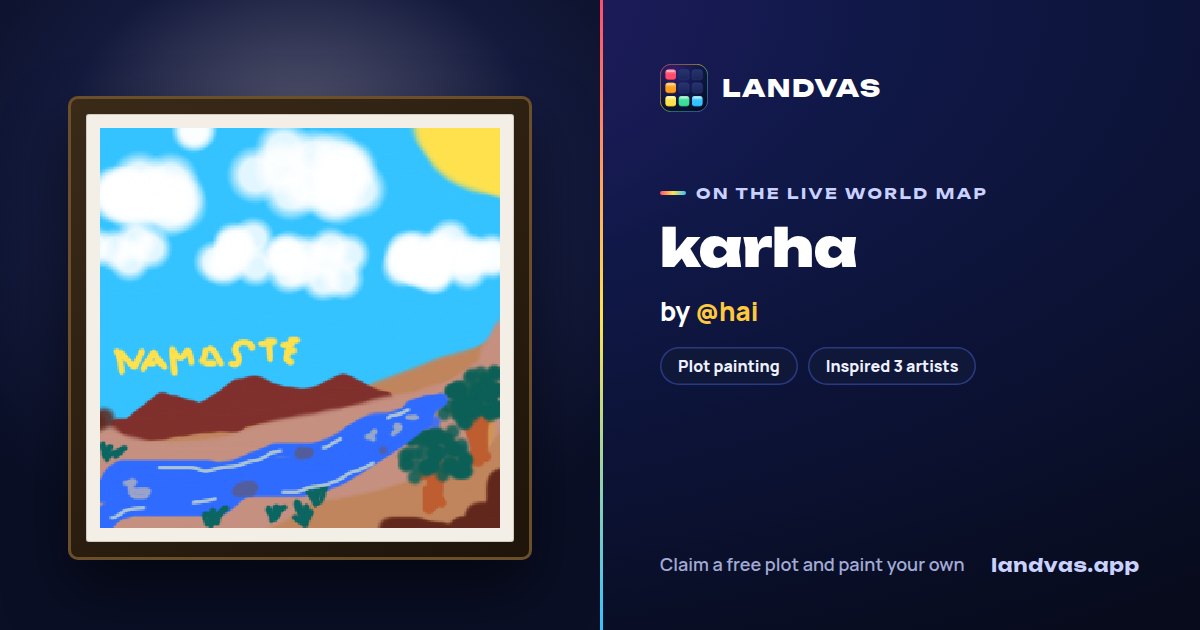 NAMASTE
LANDVAS
ON THE LIVE WORLD MAP
karha
by @hai
Plot painting
Inspired 3 artists
Claim a free plot and paint your own
landvas.app